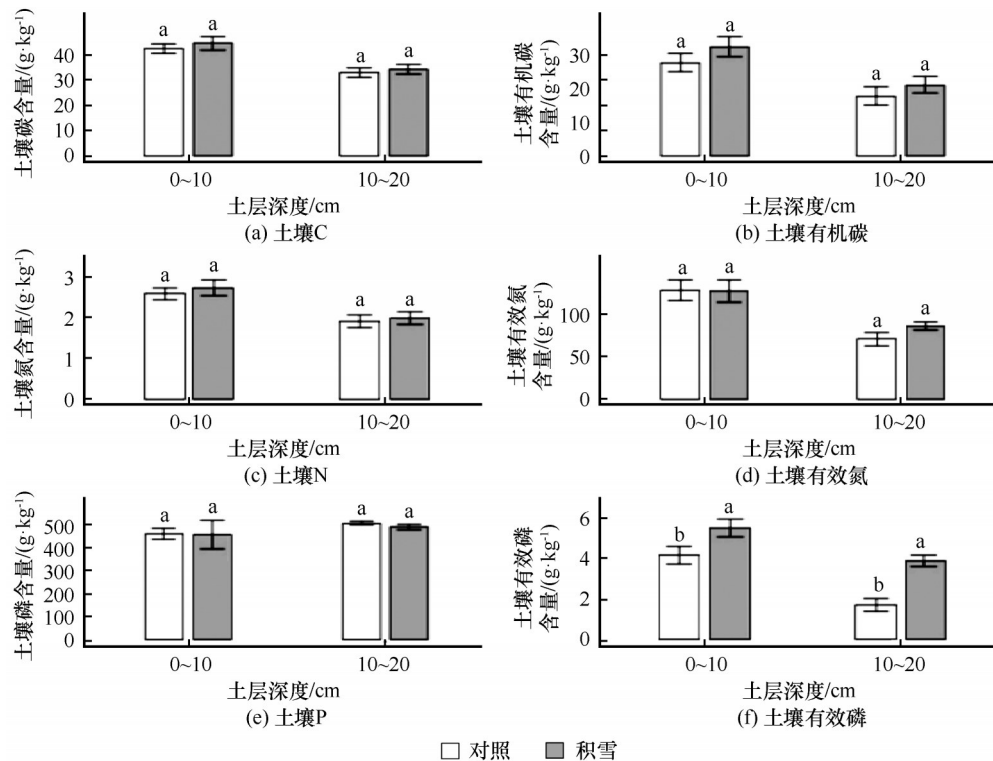 土壤碳含量/(g·kg⁻¹)
40
30
20
10
0
a a a a
0~10 10~20
土层深度/cm
(a) 土壤C
土壤有机碳
含量/(g·kg⁻¹)
30
20
10
0
a a a a
0~10 10~20
土层深度/cm
(b) 土壤有机碳
土壤氮含量/(g·kg⁻¹)
3
2
1
0
a a a a
0~10 10~20
土层深度/cm
(c) 土壤N
土壤有效氮
含量/(g·kg⁻¹)
100
50
0
a a a a
0~10 10~20
土层深度/cm
(d) 土壤有效氮
土壤磷含量/(g·kg⁻¹)
500
400
300
200
100
0
a a a a
0~10 10~20
土层深度/cm
(e) 土壤P
土壤有效磷
含量/(g·kg⁻¹)
6
4
2
0
b a b a
0~10 10~20
土层深度/cm
(f) 土壤有效磷
对照 积雪